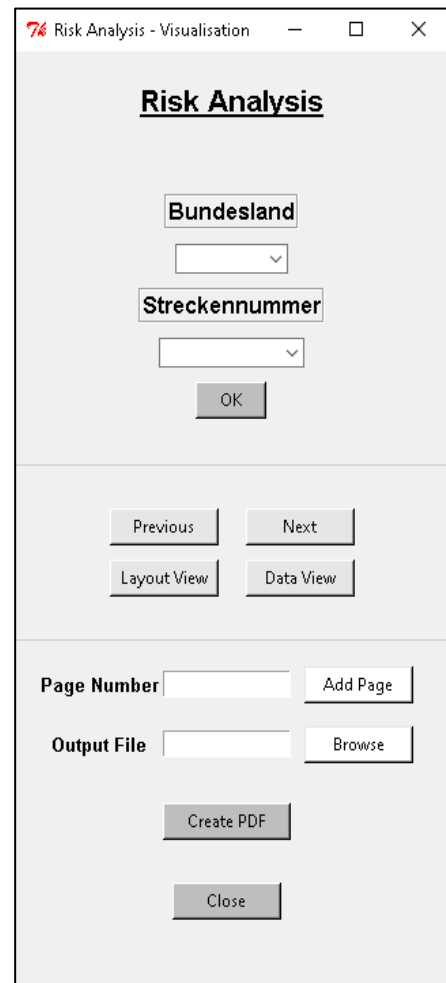 Risk Analysis - Visualisation
Risk Analysis
Bundesland
Streckennummer
OK
Previous Next
Layout View Data View
Page Number Add Page
Output File Browse
Create PDF
Close